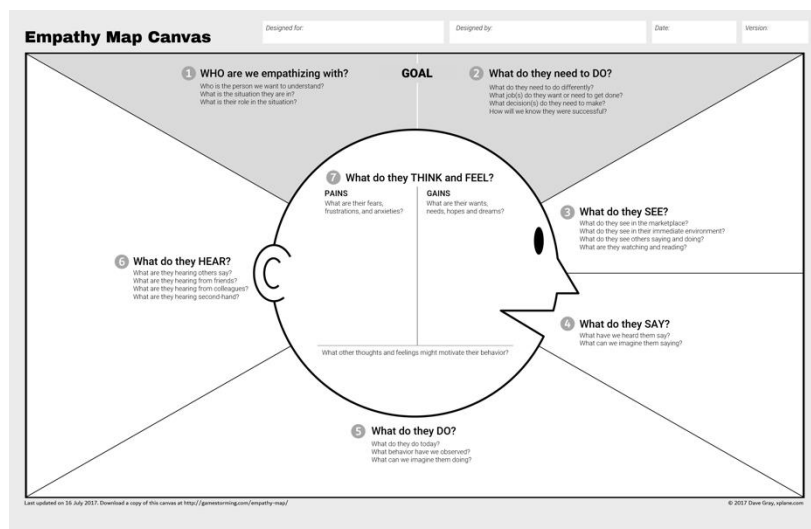 Empathy Map Canvas
Designed for:
Designed by:
Date:
Version:
1 WHO are we empathizing with?
Who is the person we want to understand?
What is the situation they are in?
What is their role in the situation?
GOAL
2 What do they need to DO?
What do they need to do differently?
What job(s) do they want or need to get done?
What decision(s) do they need to make?
How will we know they were successful?
7 What do they THINK and FEEL?
PAINS
What are their fears,
frustrations, and anxieties?
GAINS
What are their wants,
needs, hopes and dreams?
3 What do they SEE?
What do they see in the marketplace?
What do they see in their immediate environment?
What do they see others saying and doing?
What are they watching and reading?
6 What do they HEAR?
What are they hearing others say?
What are they hearing from friends?
What are they hearing from colleagues?
What are they hearing second-hand?
4 What do they SAY?
What have we heard them say?
What can we imagine them saying?
What other thoughts and feelings might motivate their behavior?
5 What do they DO?
What do they do today?
What behavior have we observed?
What can we imagine them doing?
Last updated on 16 July 2017. Download a copy of this canvas at http://gamestorming.com/empathy-map/
© 2017 Dave Gray, xplane.com